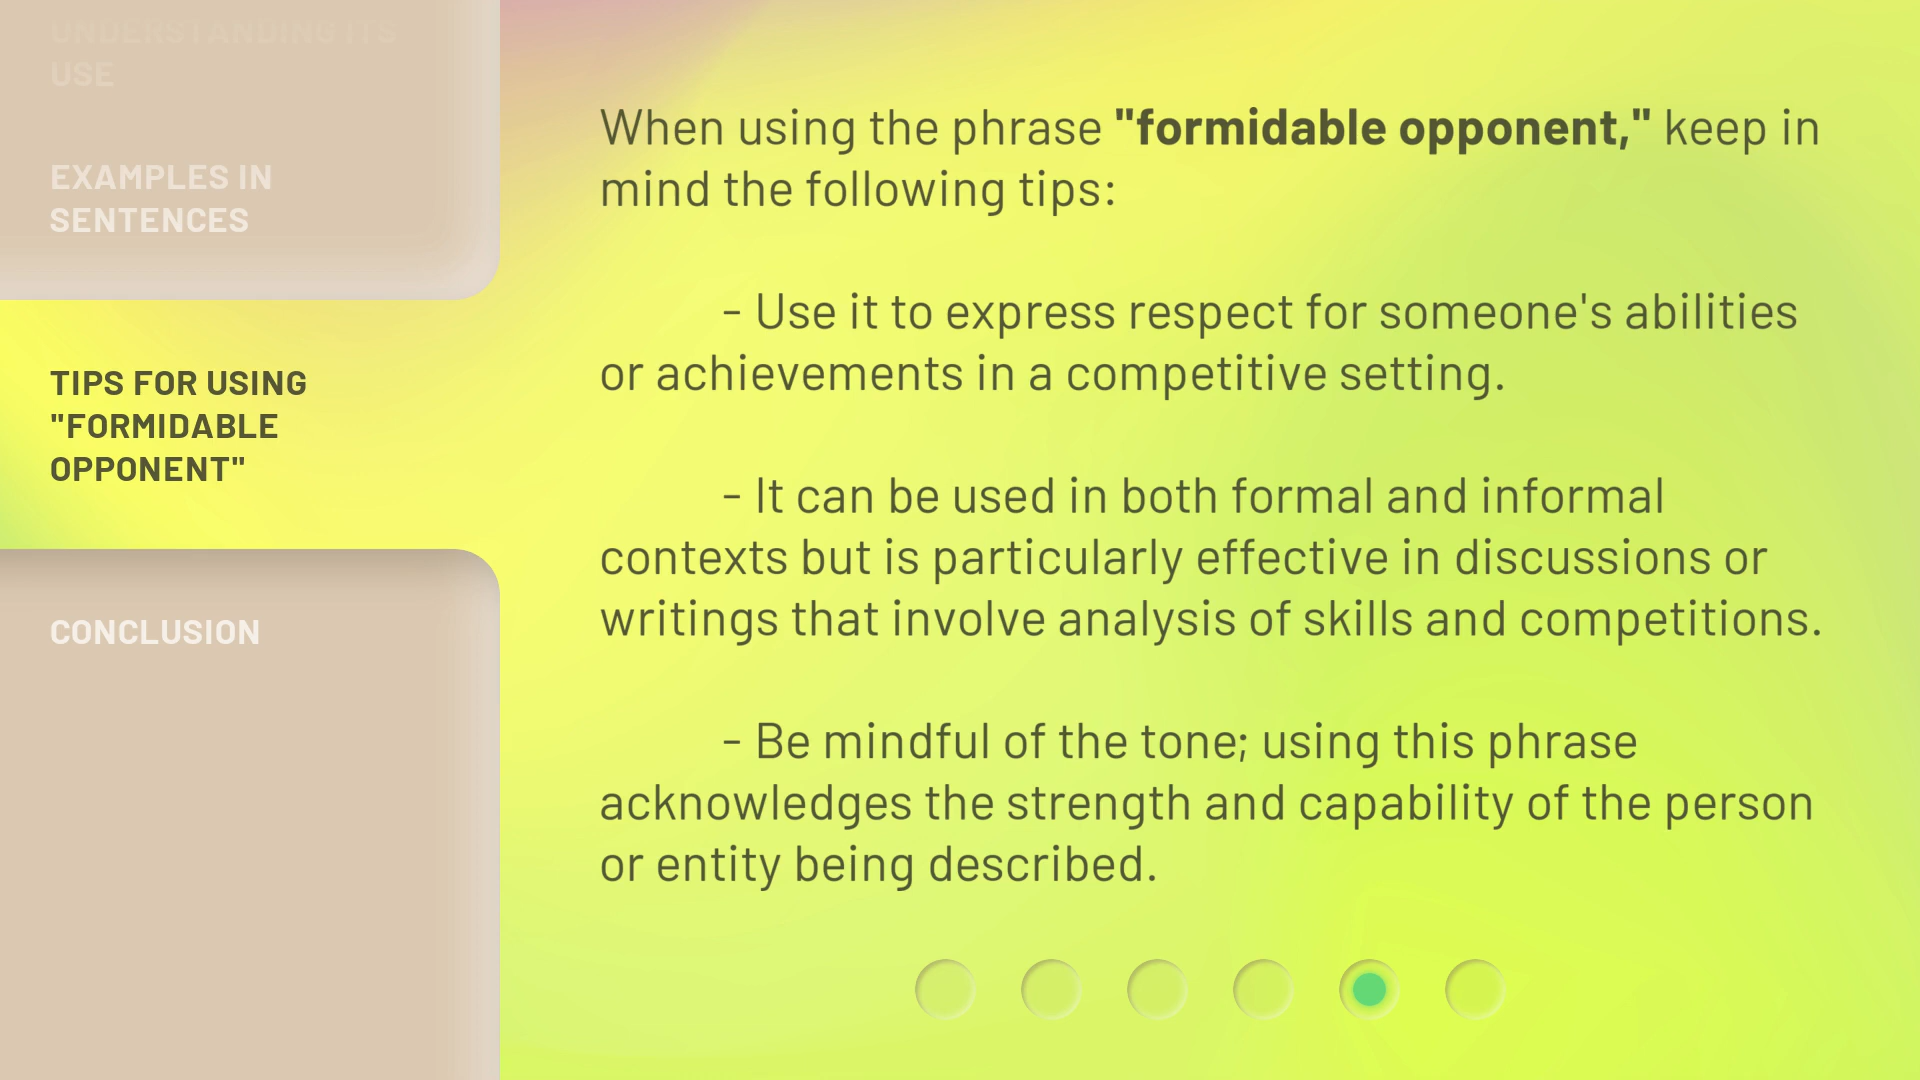 UNDERSTANDING ITS
USE
EXAMPLES IN
SENTENCES
TIPS FOR USING
"FORMIDABLE
OPPONENT"
CONCLUSION
When using the phrase "formidable opponent," keep in
mind the following tips:
- Use it to express respect for someone's abilities
or achievements in a competitive setting.
- It can be used in both formal and informal
contexts but is particularly effective in discussions or
writings that involve analysis of skills and competitions.
- Be mindful of the tone; using this phrase
acknowledges the strength and capability of the person
or entity being described.